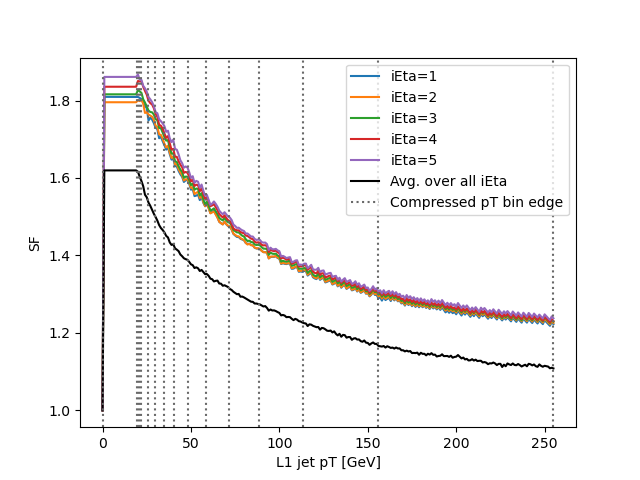 iEta=1
iEta=2
iEta=3
iEta=4
iEta=5
Avg. over all iEta
Compressed pT bin edge
1.8
1.6
1.4
1.2
1.0
SF
0
50
100
150
200
250
L1 jet pT [GeV]